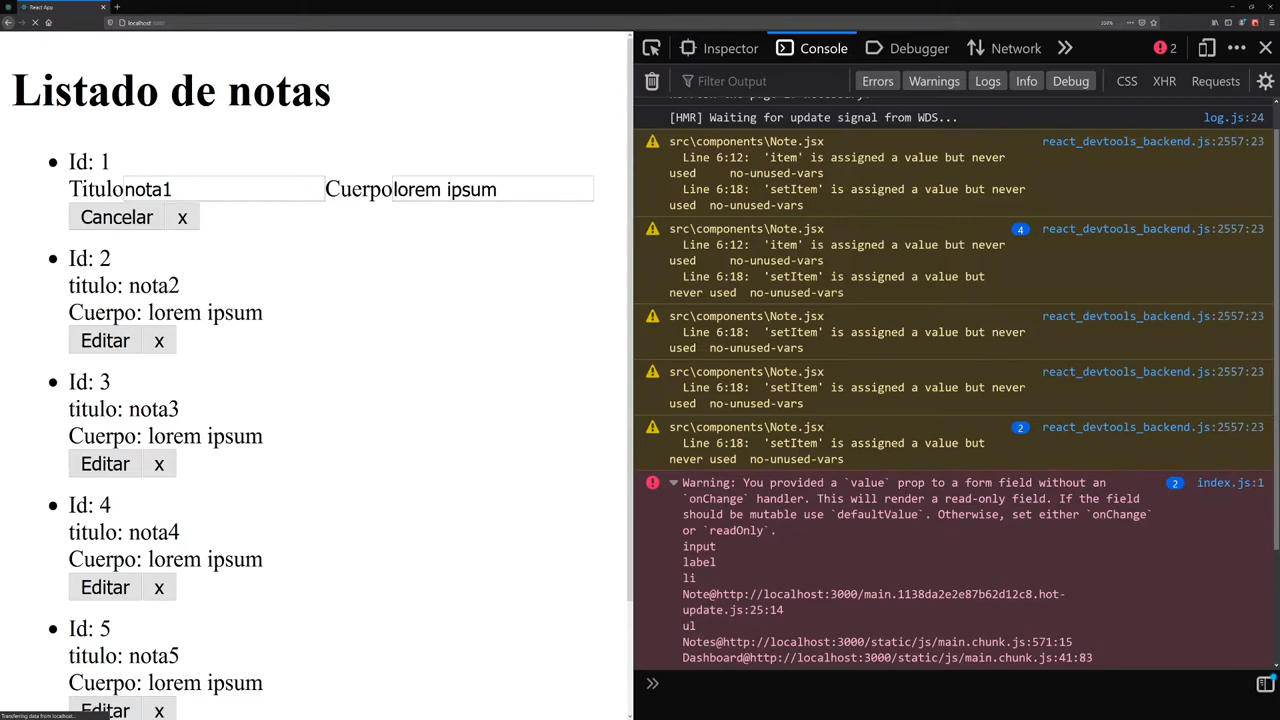 React App
localhost:3000
200%
Listado de notas
Id: 1
Titulo nota1 Cuerpo lorem ipsum
Cancelar x
Id: 2
titulo: nota2
Cuerpo: lorem ipsum
Editar x
Id: 3
titulo: nota3
Cuerpo: lorem ipsum
Editar x
Id: 4
titulo: nota4
Cuerpo: lorem ipsum
Editar x
Id: 5
titulo: nota5
Cuerpo: lorem ipsum
Editar x
Transferring data from localhost...
Inspector Console Debugger Network 2
Filter Output Errors Warnings Logs Info Debug CSS XHR Requests
[HMR] Waiting for update signal from WDS... log.js:24
src\components\Note.jsx react_devtools_backend.js:2557:23
Line 6:12: 'item' is assigned a value but never
used no-unused-vars
Line 6:18: 'setItem' is assigned a value but never
used no-unused-vars
src\components\Note.jsx 4 react_devtools_backend.js:2557:23
Line 6:12: 'item' is assigned a value but never
used no-unused-vars
Line 6:18: 'setItem' is assigned a value but
never used no-unused-vars
src\components\Note.jsx react_devtools_backend.js:2557:23
Line 6:18: 'setItem' is assigned a value but never
used no-unused-vars
src\components\Note.jsx react_devtools_backend.js:2557:23
Line 6:18: 'setItem' is assigned a value but never
used no-unused-vars
src\components\Note.jsx 2 react_devtools_backend.js:2557:23
Line 6:18: 'setItem' is assigned a value but
never used no-unused-vars
Warning: You provided a `value` prop to a form field without an 2 index.js:1
`onChange` handler. This will render a read-only field. If the field
should be mutable use `defaultValue`. Otherwise, set either `onChange`
or `readOnly`.
input
label
li
Note@http://localhost:3000/main.1138da2e2e87b62d12c8.hot-
update.js:25:14
ul
Notes@http://localhost:3000/static/js/main.chunk.js:571:15
Dashboard@http://localhost:3000/static/js/main.chunk.js:41:83